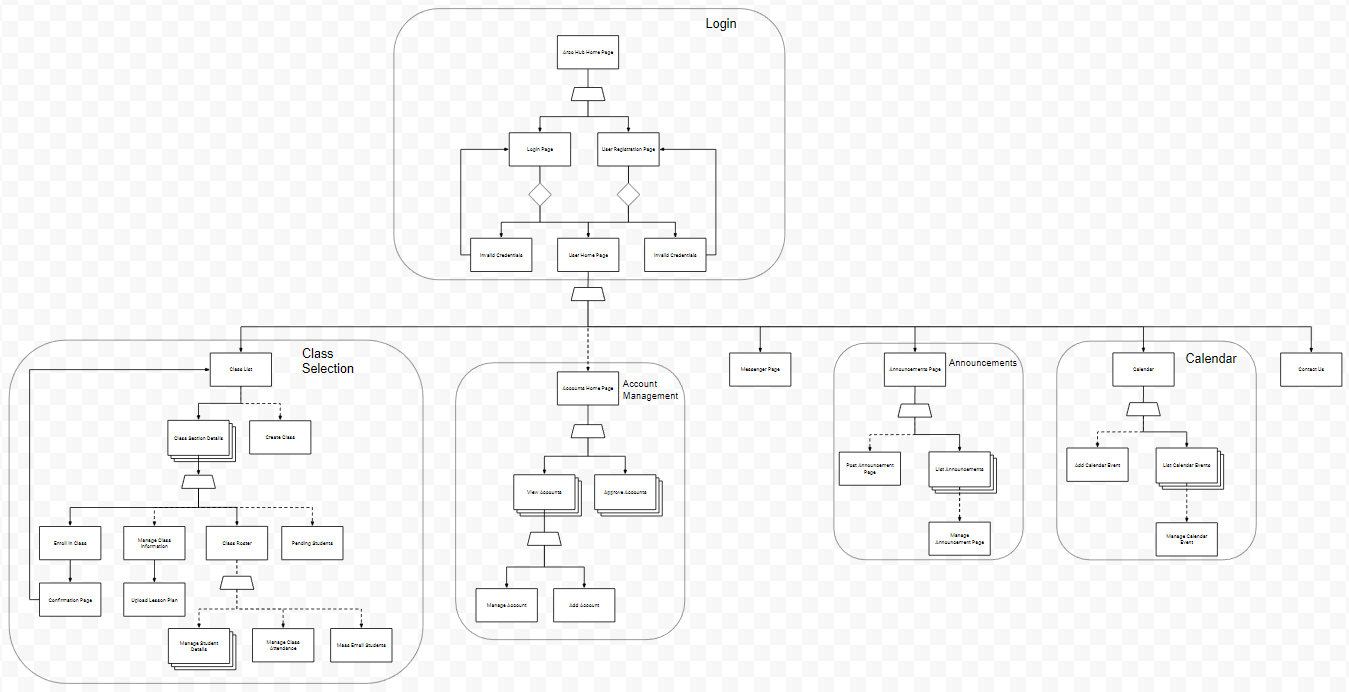 Login
Arco Hub Home Page
Login Page
User Registration Page
Invalid Credentials
User Home Page
Invalid Credentials
Class
Selection
Class List
Class Section Details
Create Class
Enroll In Class
Manage Class
Information
Class Roster
Pending Students
Confirmation Page
Upload Lesson Plan
Manage Student
Details
Manage Class
Attendance
Mass Email Students
Account
Management
Accounts Home Page
View Accounts
Approve Accounts
Manage Account
Add Account
Messenger Page
Announcements
Announcements Page
Post Announcement
Page
List Announcements
Manage
Announcement Page
Calendar
Calendar
Add Calendar Event
List Calendar Events
Manage Calendar
Event
Contact Us